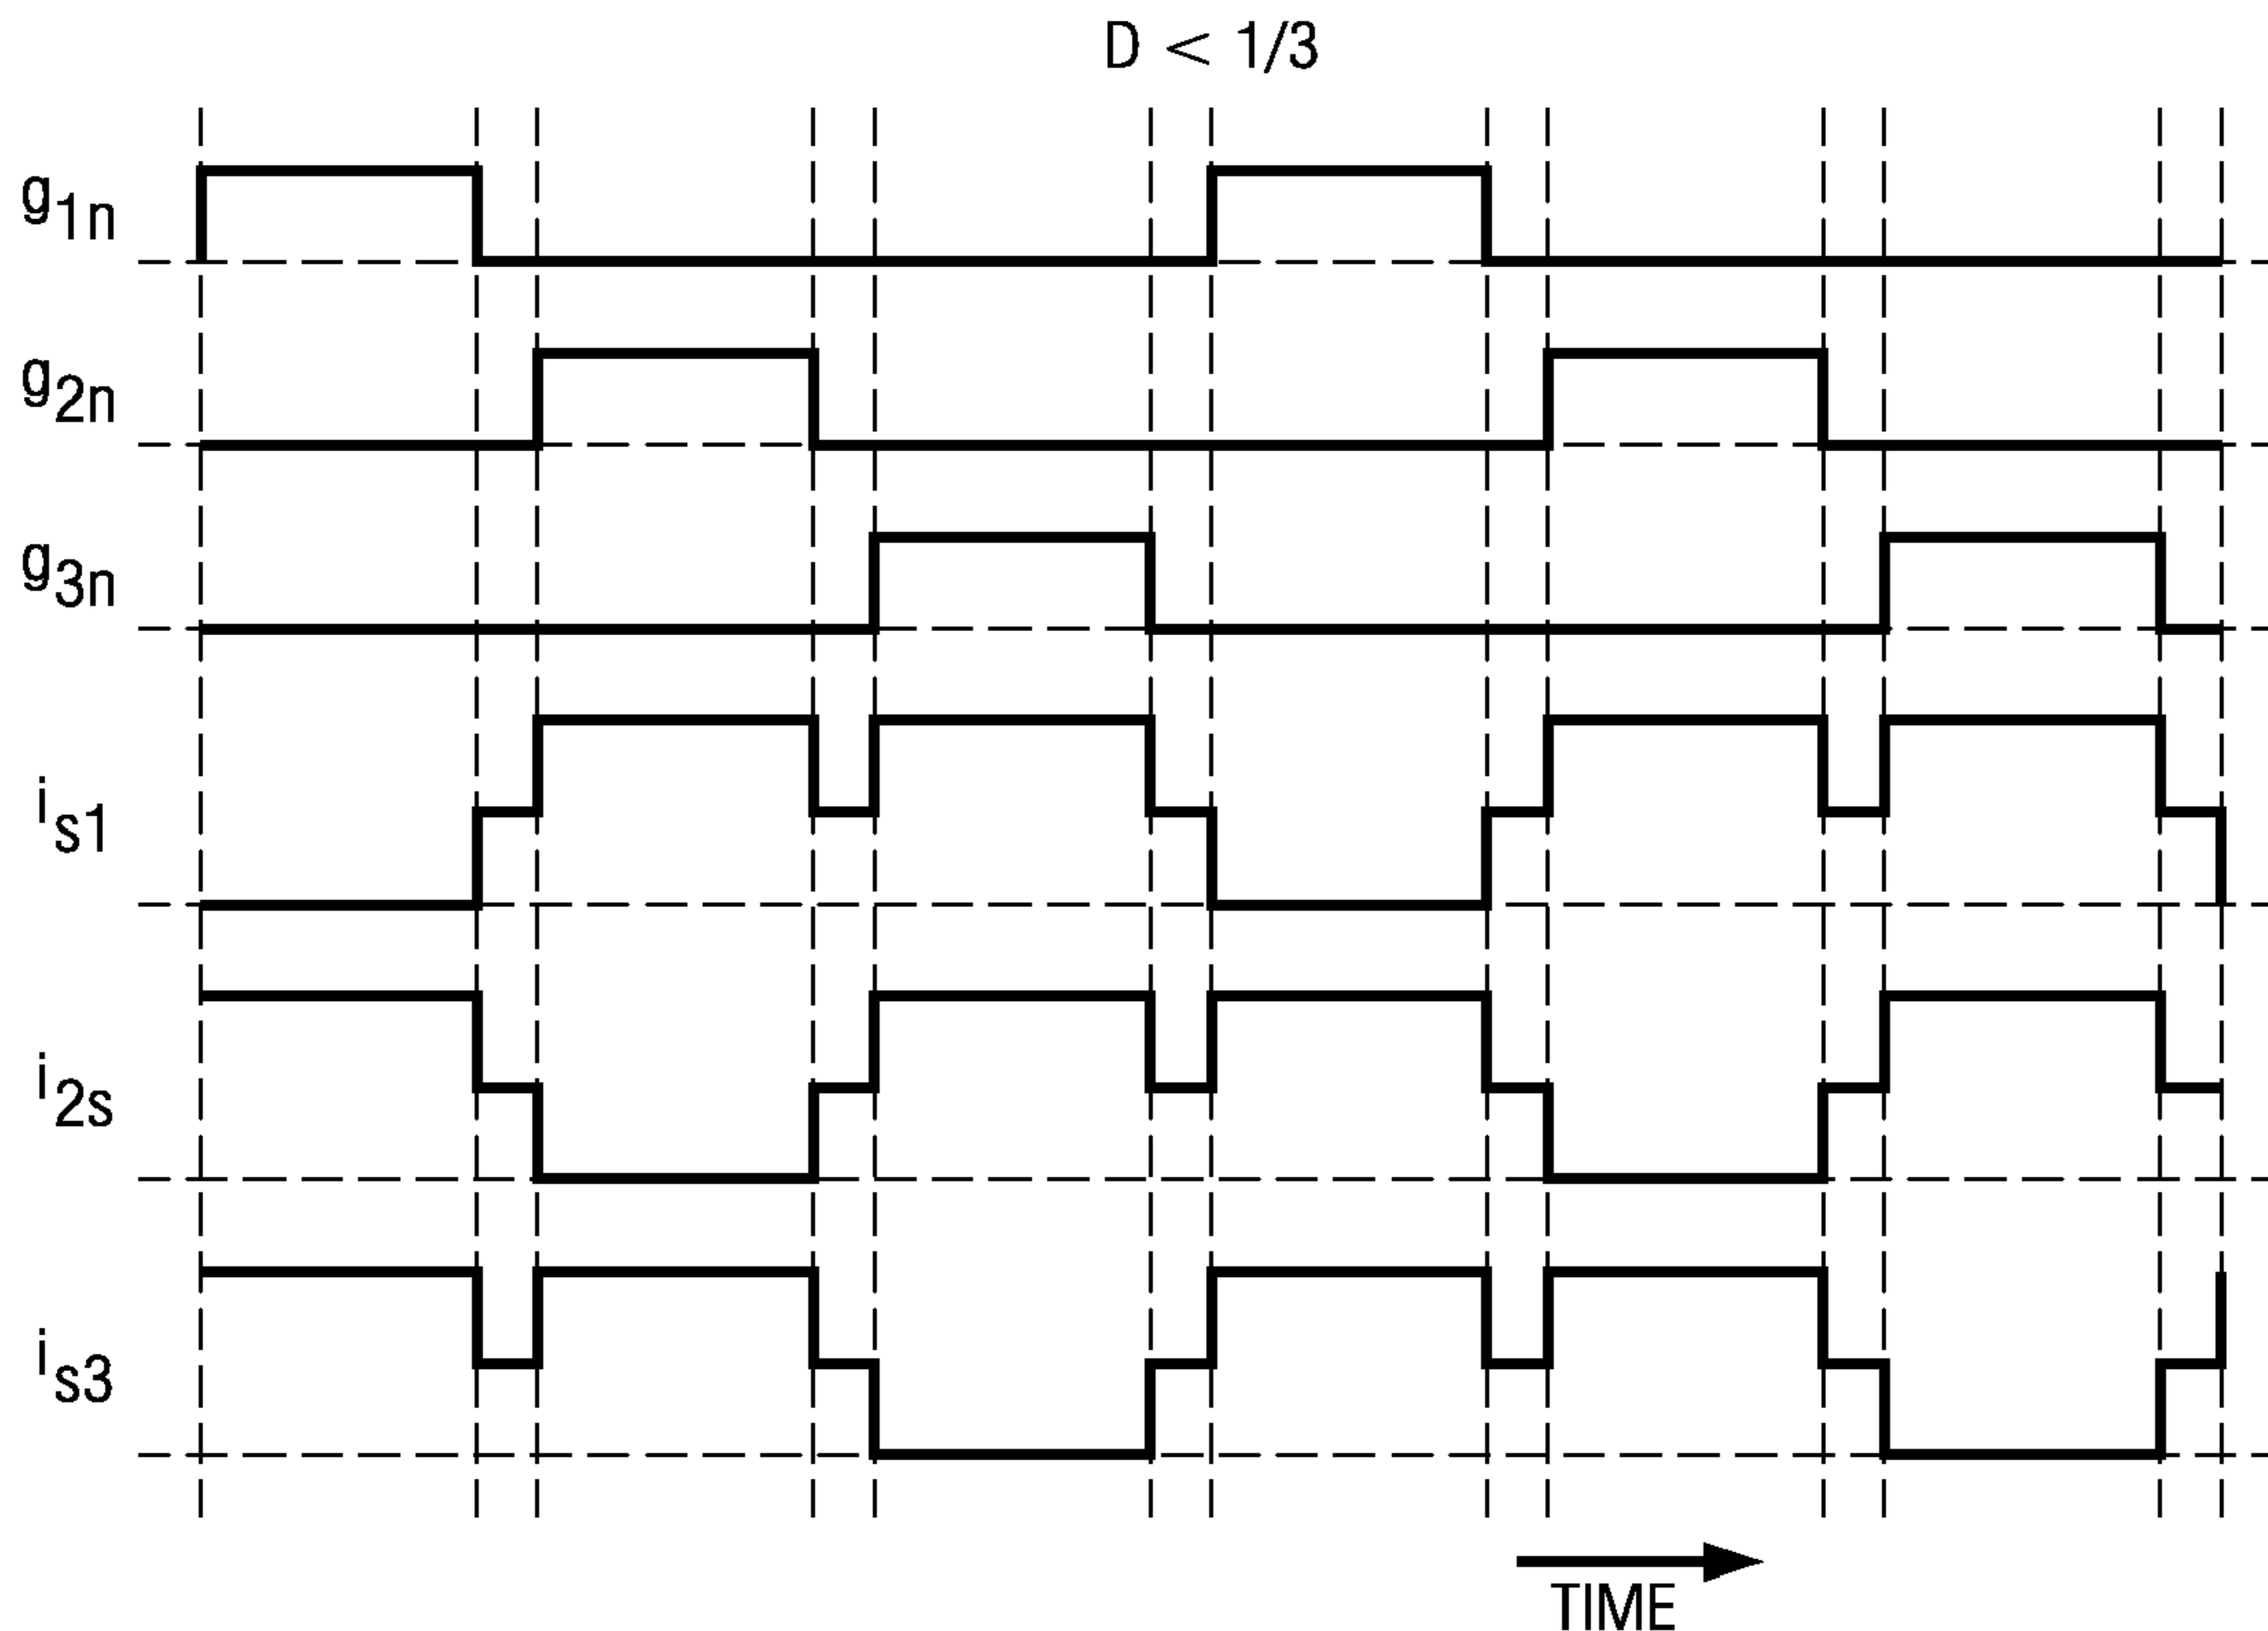 D < 1/3
g1n
g2n
g3n
is1
i2s
is3
TIME